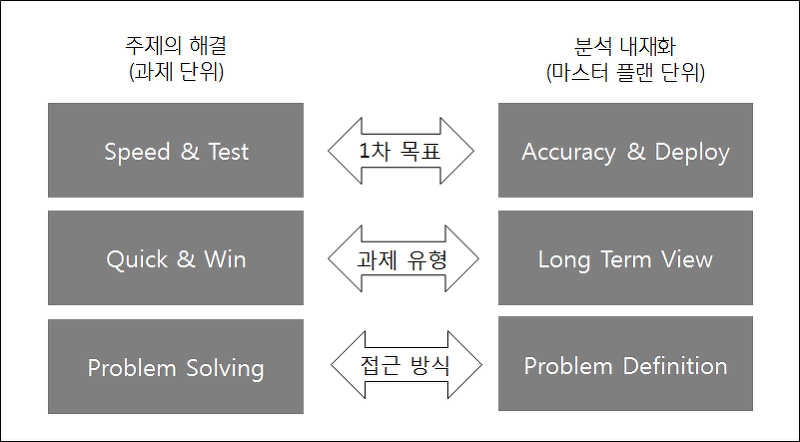 주제의 해결
(과제 단위)
분석 내재화
(마스터 플랜 단위)
Speed & Test
1차 목표
Accuracy & Deploy
Quick & Win
과제 유형
Long Term View
Problem Solving
접근 방식
Problem Definition